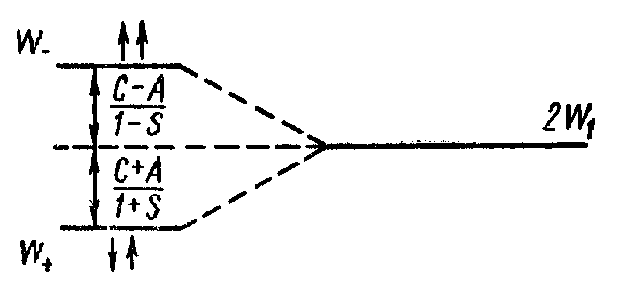 W₋ ↑↑
C−A
1−S
2W₁
C+A
1+S
W₊ ↓↑